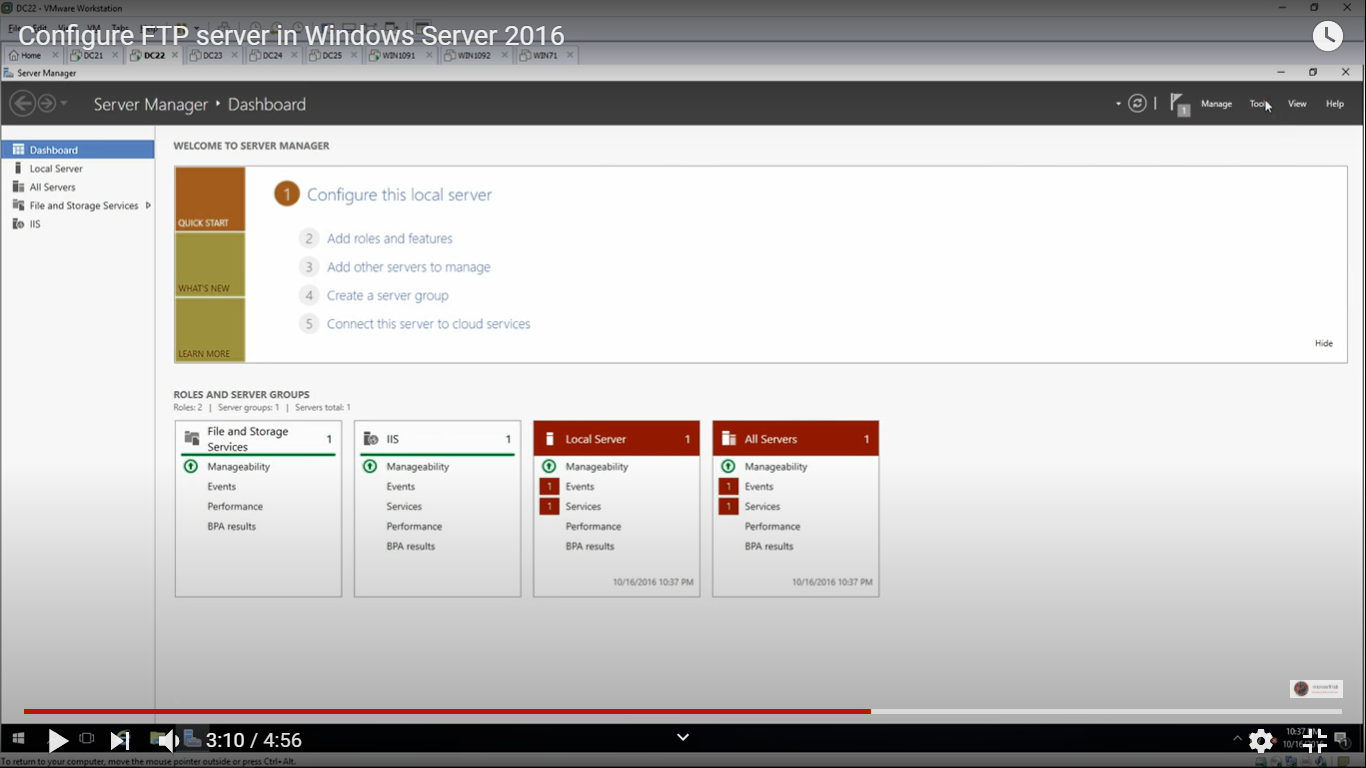 DC22 - VMware Workstation
Configure FTP server in Windows Server 2016
Home
DC21
DC22
DC23
DC24
DC25
WIN1091
WIN1092
WIN71
Server Manager
Server Manager Dashboard
1
Manage
Tools
View
Help
Dashboard
Local Server
All Servers
File and Storage Services
IIS
WELCOME TO SERVER MANAGER
QUICK START
WHAT'S NEW
LEARN MORE
1 Configure this local server
2 Add roles and features
3 Add other servers to manage
4 Create a server group
5 Connect this server to cloud services
Hide
ROLES AND SERVER GROUPS
Roles: 2 | Server groups: 1 | Servers total: 1
File and Storage Services 1
Manageability
Events
Performance
BPA results
IIS 1
Manageability
Events
Services
Performance
BPA results
Local Server 1
Manageability
1 Events
1 Services
Performance
BPA results
10/16/2016 10:37 PM
All Servers 1
Manageability
1 Events
1 Services
Performance
BPA results
10/16/2016 10:37 PM
3:10 / 4:56
To return to your computer, move the mouse pointer outside or press Ctrl+Alt.